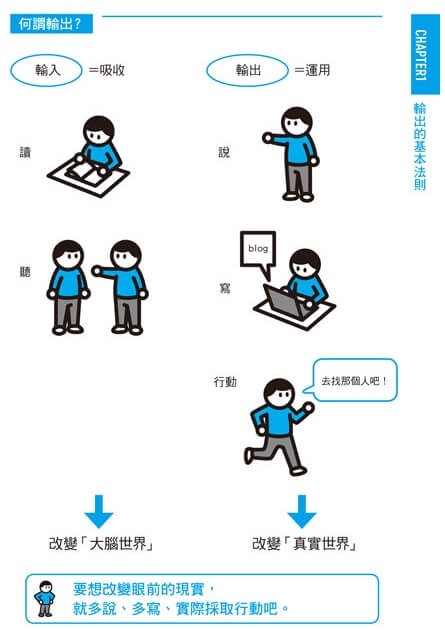 何謂輸出？
CHAPTER1
輸出的基本法則
輸入
＝吸收
輸出
＝運用
讀
說
聽
blog
寫
行動
去找那個人吧！
改變「大腦世界」
改變「真實世界」
要想改變眼前的現實，
就多說、多寫、實際採取行動吧。